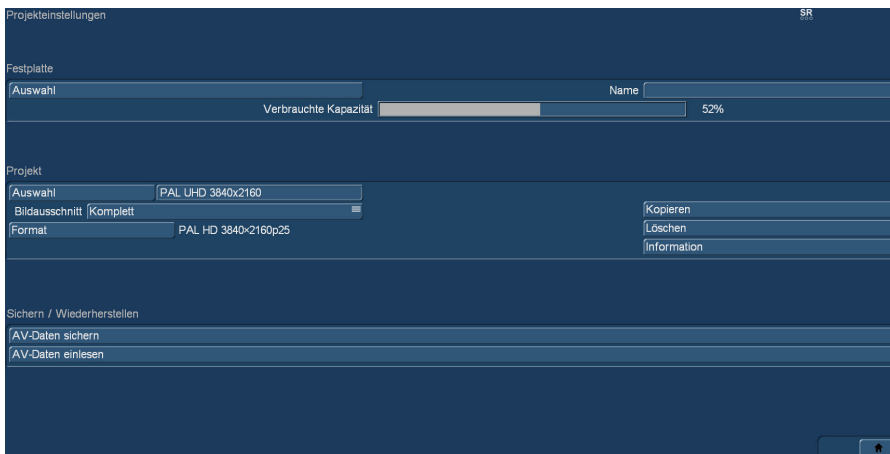 Projekteinstellungen
SR
Festplatte
Auswahl
Name
Verbrauchte Kapazität
52%
Projekt
Auswahl
PAL UHD 3840x2160
Bildausschnitt
Komplett
Kopieren
Format
PAL HD 3840×2160p25
Löschen
Information
Sichern / Wiederherstellen
AV-Daten sichern
AV-Daten einlesen